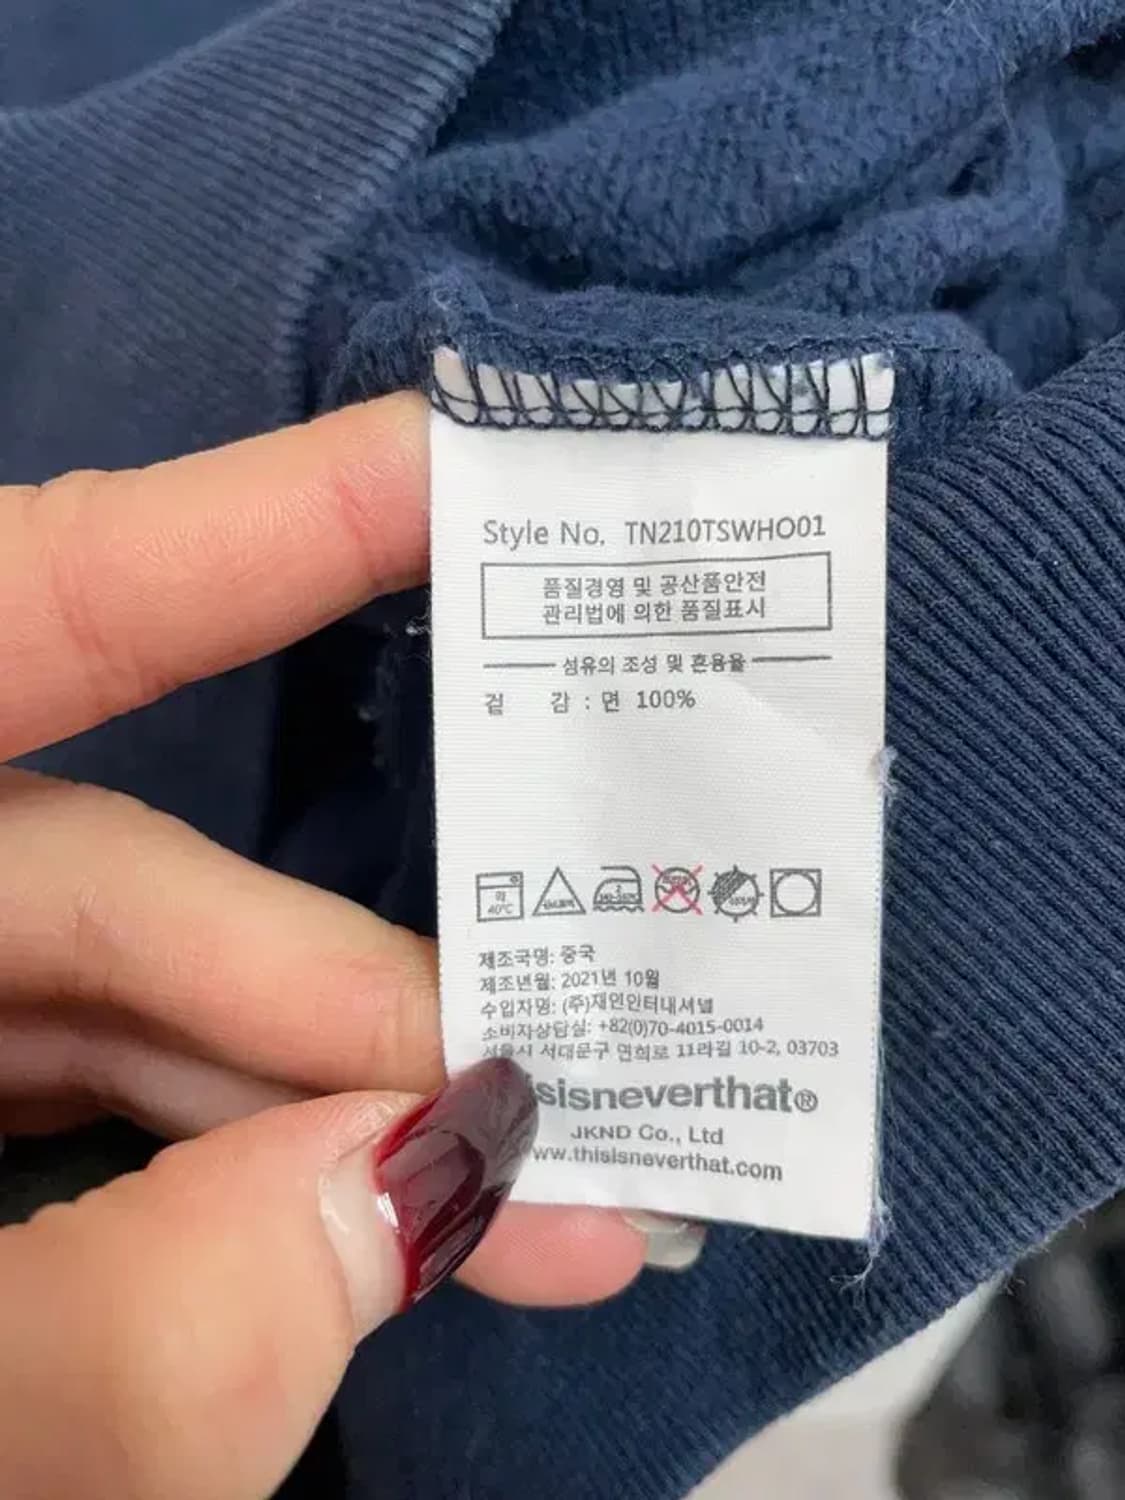 Style No. TN210TSWHO01
품질경영 및 공산품안전
관리법에 의한 품질표시
섬유의 조성 및 혼용율
겉 감 : 면 100%
약
40℃
제조국명: 중국
제조년월: 2021년 10월
수입자명: (주)재인인터내셔널
소비자상담실: +82(0)70-4015-0014
서울시 서대문구 연희로 11라길 10-2, 03703
isisneverthat®
JKND Co., Ltd
ww.thisisneverthat.com